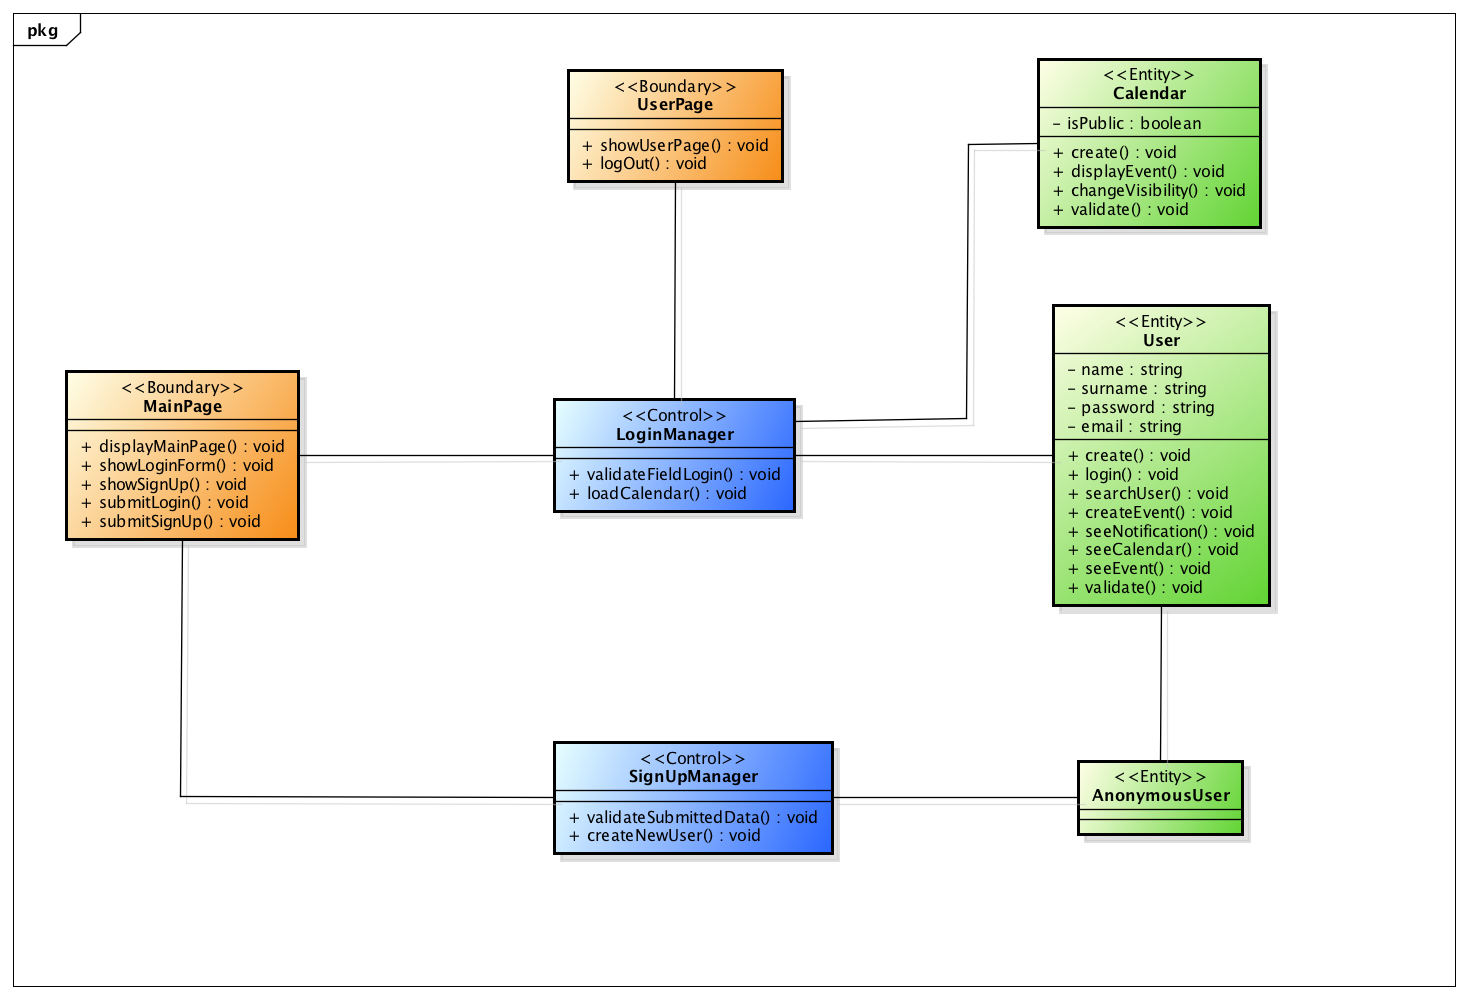 pkg
<<Boundary>>
UserPage
+ showUserPage() : void
+ logOut() : void
<<Entity>>
Calendar
- isPublic : boolean
+ create() : void
+ displayEvent() : void
+ changeVisibility() : void
+ validate() : void
<<Entity>>
User
- name : string
- surname : string
- password : string
- email : string
+ create() : void
+ login() : void
+ searchUser() : void
+ createEvent() : void
+ seeNotification() : void
+ seeCalendar() : void
+ seeEvent() : void
+ validate() : void
<<Boundary>>
MainPage
+ displayMainPage() : void
+ showLoginForm() : void
+ showSignUp() : void
+ submitLogin() : void
+ submitSignUp() : void
<<Control>>
LoginManager
+ validateFieldLogin() : void
+ loadCalendar() : void
<<Control>>
SignUpManager
+ validateSubmittedData() : void
+ createNewUser() : void
<<Entity>>
AnonymousUser